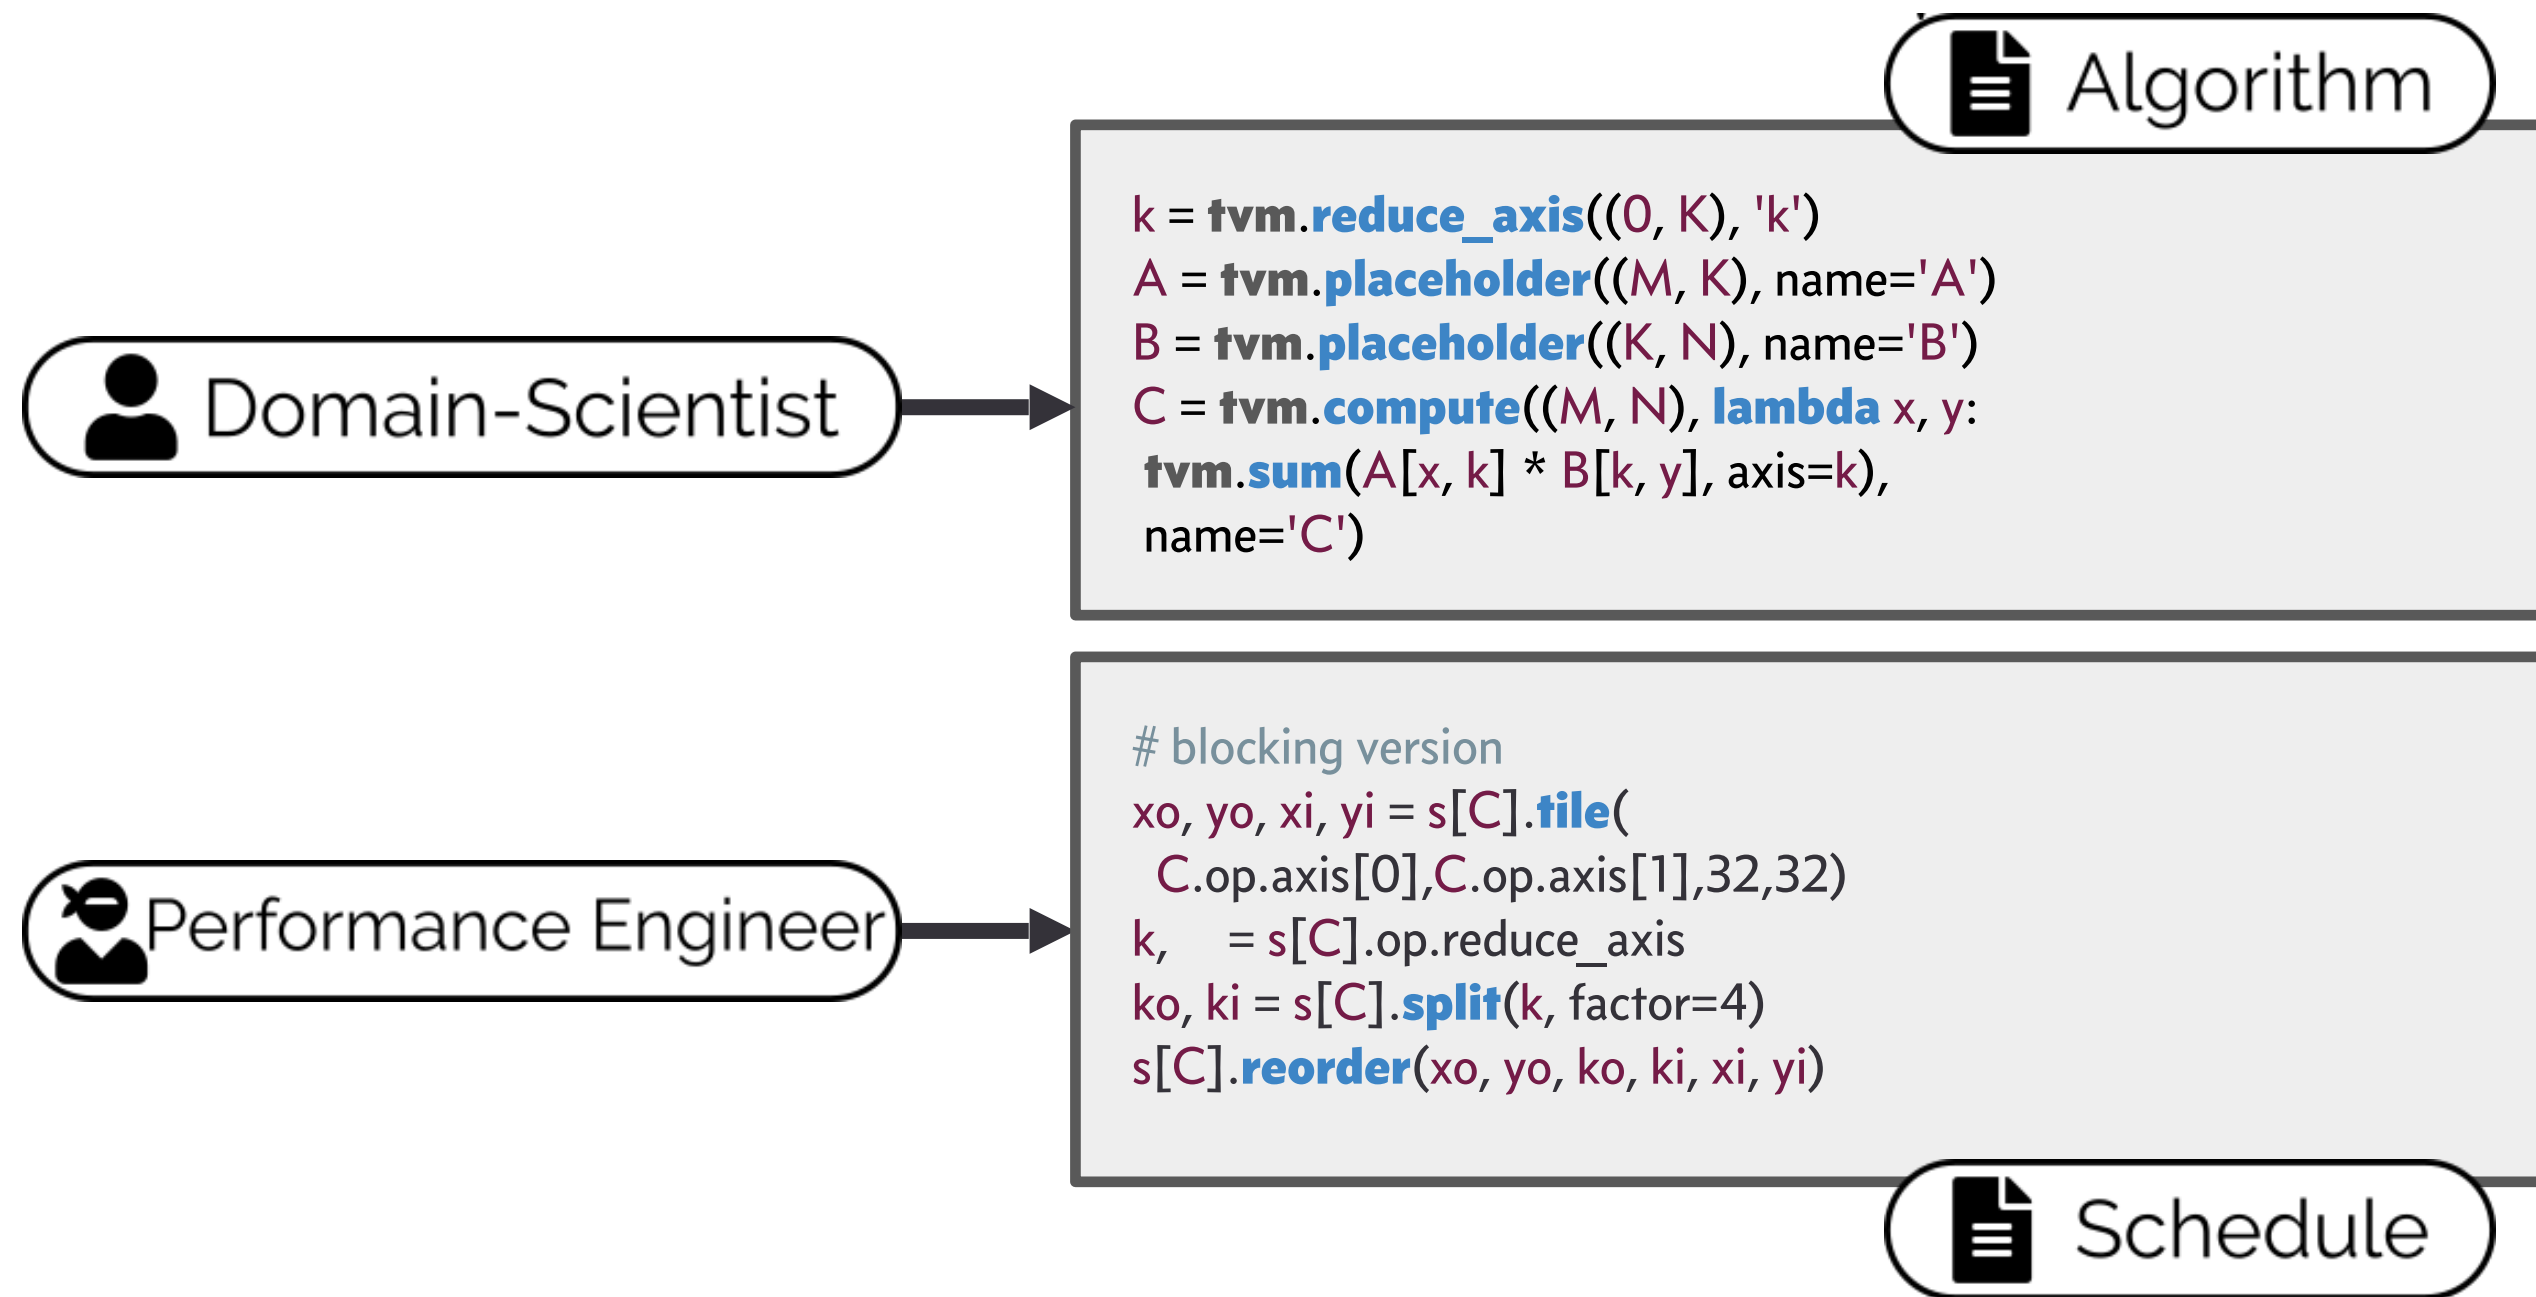 Algorithm
k = tvm.reduce_axis((0, K), 'k')
A = tvm.placeholder((M, K), name='A')
B = tvm.placeholder((K, N), name='B')
C = tvm.compute((M, N), lambda x, y:
tvm.sum(A[x, k] * B[k, y], axis=k),
name='C')
Domain-Scientist
# blocking version
xo, yo, xi, yi = s[C].tile(
C.op.axis[0],C.op.axis[1],32,32)
k, = s[C].op.reduce_axis
ko, ki = s[C].split(k, factor=4)
s[C].reorder(xo, yo, ko, ki, xi, yi)
Performance Engineer
Schedule